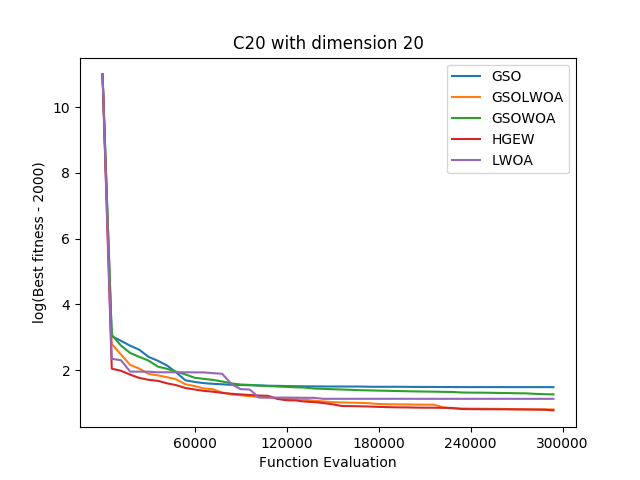 C20 with dimension 20
log(Best fitness - 2000)
10
8
6
4
2
GSO
GSOLWOA
GSOWOA
HGEW
LWOA
60000 120000 180000 240000 300000
Function Evaluation